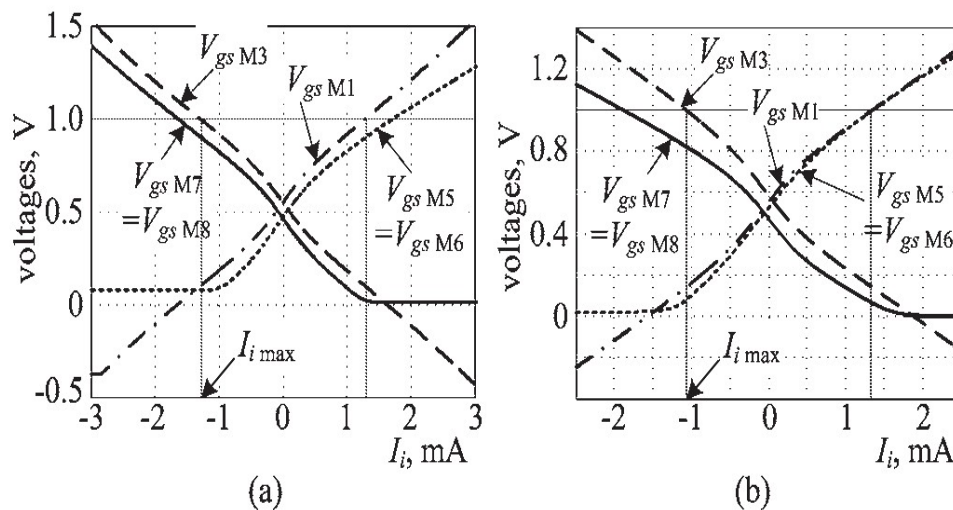 1.5
1.0
0.5
0
-0.5
voltages, V
V_gs M3
V_gs M1
V_gs M7
=V_gs M8
V_gs M5
=V_gs M6
I_i max
-3 -2 -1 0 1 2 3
I_i, mA
(a)
1.2
0.8
0.4
0
voltages, V
V_gs M3
V_gs M1
V_gs M7
=V_gs M8
V_gs M5
=V_gs M6
I_i max
-2 -1 0 1 2
I_i, mA
(b)